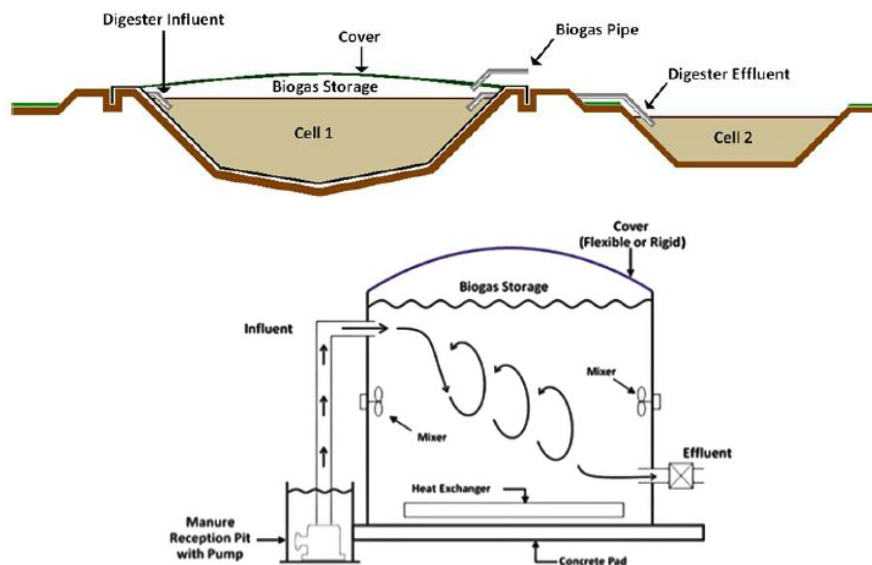 Digester Influent
Cover
Biogas Pipe
Biogas Storage
Digester Effluent
Cell 1
Cell 2
Cover
(Flexible or Rigid)
Biogas Storage
Influent
Mixer
Mixer
Effluent
Heat Exchanger
Manure
Reception Pit
with Pump
Concrete Pad